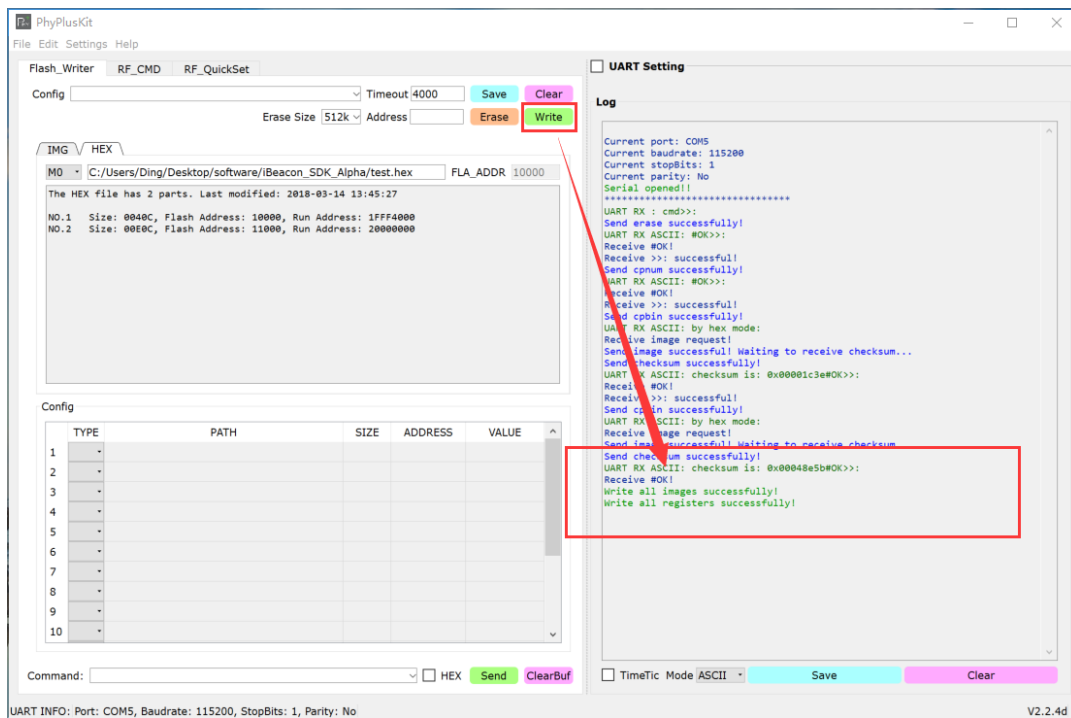 PhyPlusKit
File Edit Settings Help
Flash_Writer RF_CMD RF_QuickSet
Config Timeout 4000 Save Clear
Erase Size 512k Address Erase Write
IMG HEX
M0 C:/Users/Ding/Desktop/software/iBeacon_SDK_Alpha/test.hex FLA_ADDR 10000
The HEX file has 2 parts. Last modified: 2018-03-14 13:45:27
NO.1 Size: 0040C, Flash Address: 10000, Run Address: 1FFF4000
NO.2 Size: 00E0C, Flash Address: 11000, Run Address: 20000000
Config
TYPE PATH SIZE ADDRESS VALUE
1
2
3
4
5
6
7
8
9
10
Command: HEX Send ClearBuf
UART Setting
Log
Current port: COM5
Current baudrate: 115200
Current stopBits: 1
Current parity: No
Serial opened!!
********************************
UART RX : cmd>>:
Send erase successfully!
UART RX ASCII: #OK>>:
Receive #OK!
Receive >>: successful!
Send cpnum successfully!
UART RX ASCII: #OK>>:
Receive #OK!
Receive >>: successful!
Send cpbin successfully!
UART RX ASCII: by hex mode:
Receive image request!
Send image successful! Waiting to receive checksum...
Send checksum successfully!
UART RX ASCII: checksum is: 0x00001c3e#OK>>:
Receive #OK!
Receive >>: successful!
Send cpbin successfully!
UART RX ASCII: by hex mode:
Receive image request!
Send image successful! Waiting to receive checksum...
Send checksum successfully!
UART RX ASCII: checksum is: 0x00048e5b#OK>>:
Receive #OK!
Write all images successfully!
Write all registers successfully!
TimeTic Mode ASCII Save Clear
UART INFO: Port: COM5, Baudrate: 115200, StopBits: 1, Parity: No V2.2.4d